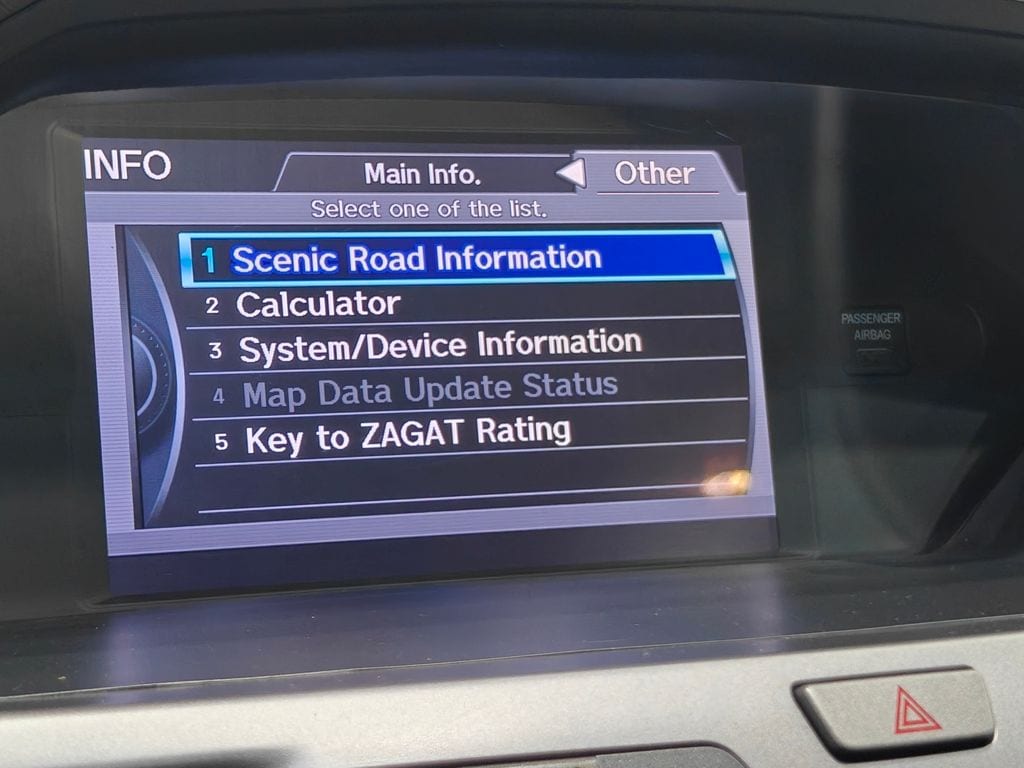 INFO
Main Info.
Other
Select one of the list.
1 Scenic Road Information
2 Calculator
3 System/Device Information
4 Map Data Update Status
5 Key to ZAGAT Rating
PASSENGER
AIRBAG